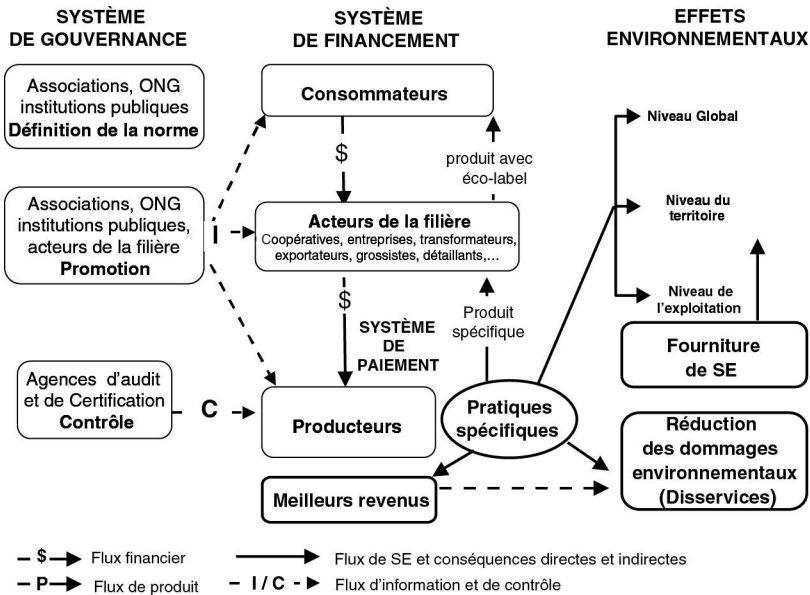 SYSTÈME
DE GOUVERNANCE
SYSTÈME
DE FINANCEMENT
EFFETS
ENVIRONNEMENTAUX
Associations, ONG
institutions publiques
Définition de la norme
Consommateurs
$
produit avec
éco-label
Niveau Global
Associations, ONG
institutions publiques,
acteurs de la filière
Promotion
I
Acteurs de la filière
Coopératives, entreprises, transformateurs,
exportateurs, grossistes, détaillants,...
Niveau du
territoire
$
SYSTÈME
DE
PAIEMENT
Produit
spécifique
Niveau de
l'exploitation
Fourniture
de SE
Agences d'audit
et de Certification
Contrôle
C
Producteurs
Pratiques
spécifiques
Réduction
des dommages
environnementaux
(Disservices)
Meilleurs revenus
$ Flux financier
Flux de SE et conséquences directes et indirectes
P Flux de produit
I / C Flux d'information et de contrôle